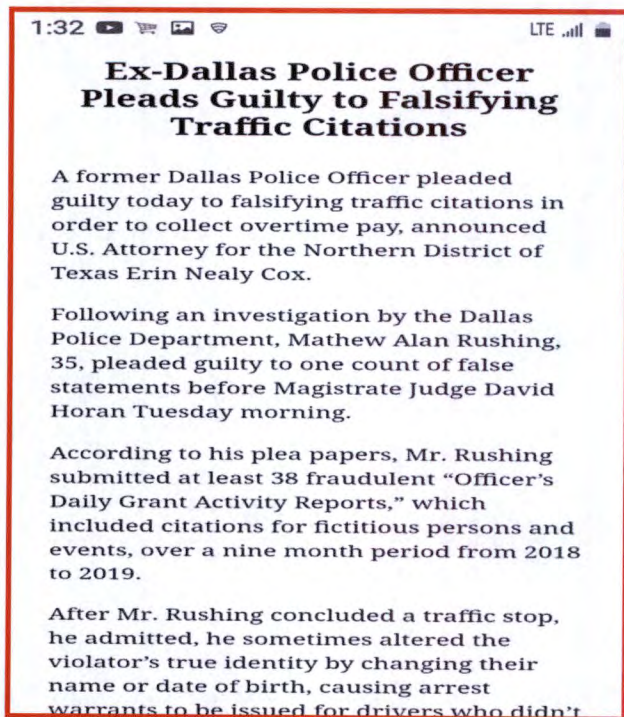 1:32 LTE
Ex-Dallas Police Officer
Pleads Guilty to Falsifying
Traffic Citations
A former Dallas Police Officer pleaded
guilty today to falsifying traffic citations in
order to collect overtime pay, announced
U.S. Attorney for the Northern District of
Texas Erin Nealy Cox.
Following an investigation by the Dallas
Police Department, Mathew Alan Rushing,
35, pleaded guilty to one count of false
statements before Magistrate Judge David
Horan Tuesday morning.
According to his plea papers, Mr. Rushing
submitted at least 38 fraudulent “Officer’s
Daily Grant Activity Reports,” which
included citations for fictitious persons and
events, over a nine month period from 2018
to 2019.
After Mr. Rushing concluded a traffic stop,
he admitted, he sometimes altered the
violator’s true identity by changing their
name or date of birth, causing arrest
warrants to be issued for drivers who didn’t